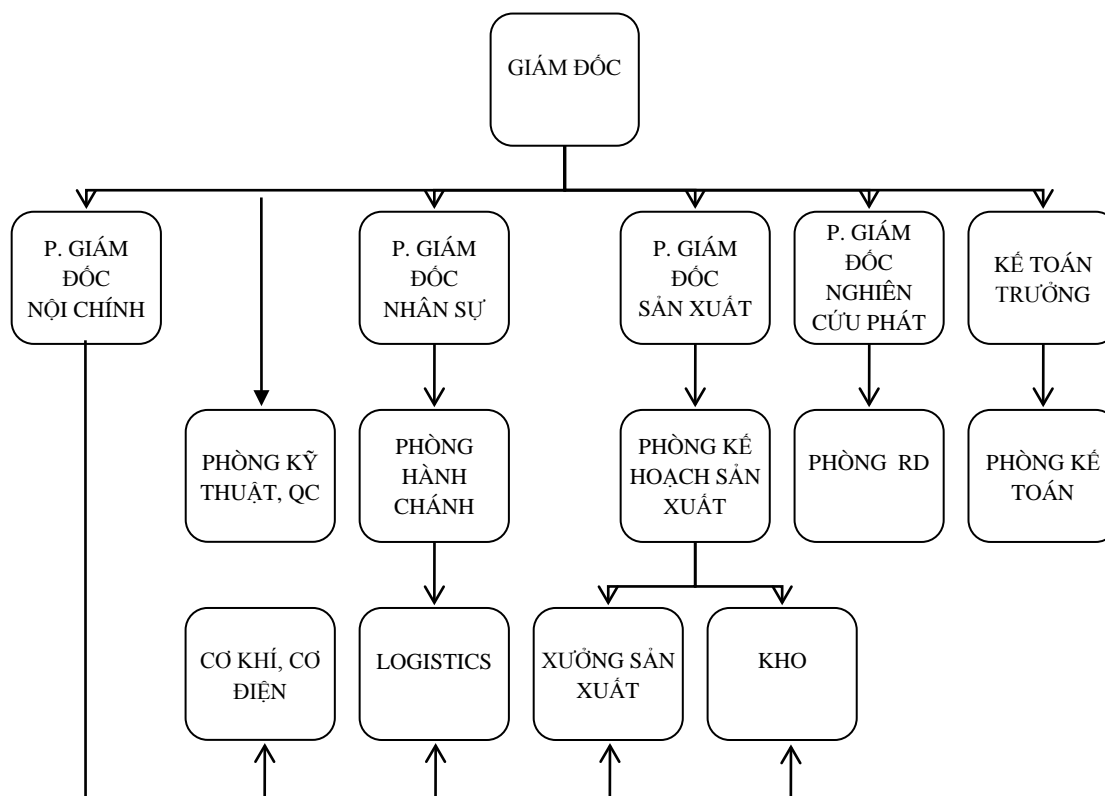 GIÁM ĐỐC
P. GIÁM
ĐỐC
NỘI CHÍNH
P. GIÁM
ĐỐC
NHÂN SỰ
P. GIÁM
ĐỐC
SẢN XUẤT
P. GIÁM
ĐỐC
NGHIÊN
CỨU PHÁT
KẾ TOÁN
TRƯỞNG
PHÒNG KỸ
THUẬT, QC
PHÒNG
HÀNH
CHÁNH
PHÒNG KẾ
HOẠCH SẢN
XUẤT
PHÒNG RD
PHÒNG KẾ
TOÁN
CƠ KHÍ, CƠ
ĐIỆN
LOGISTICS
XƯỞNG SẢN
XUẤT
KHO